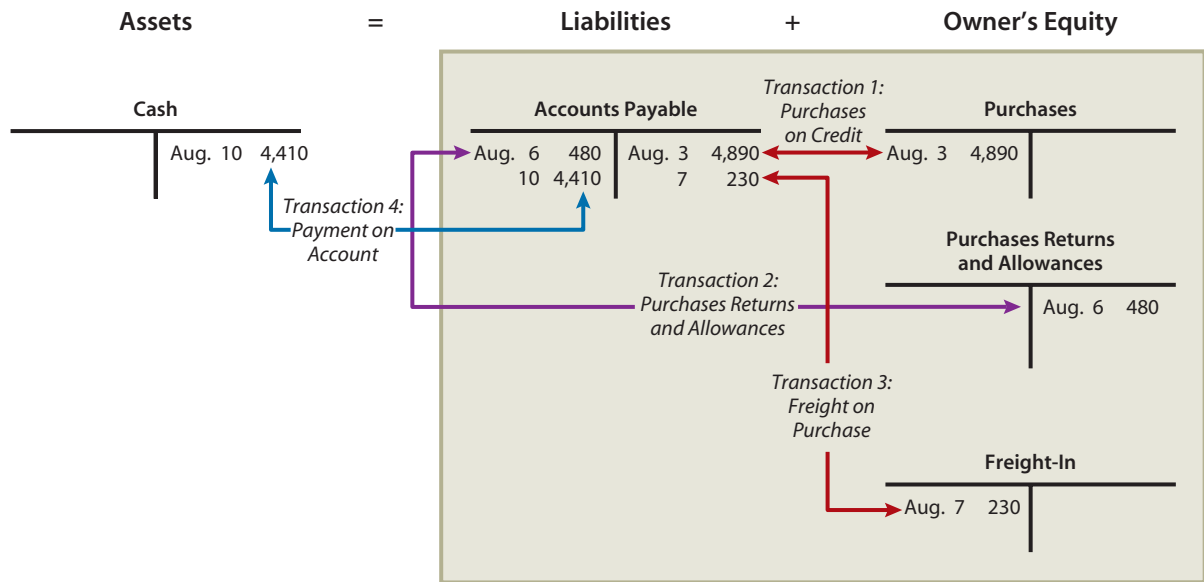 Assets = Liabilities + Owner's Equity
Cash
Aug. 10 4,410
Accounts Payable
Aug. 6 480 Aug. 3 4,890
10 4,410 7 230
Transaction 1:
Purchases
on Credit
Purchases
Aug. 3 4,890
Transaction 4:
Payment on
Account
Purchases Returns
and Allowances
Aug. 6 480
Transaction 2:
Purchases Returns
and Allowances
Transaction 3:
Freight on
Purchase
Freight-In
Aug. 7 230